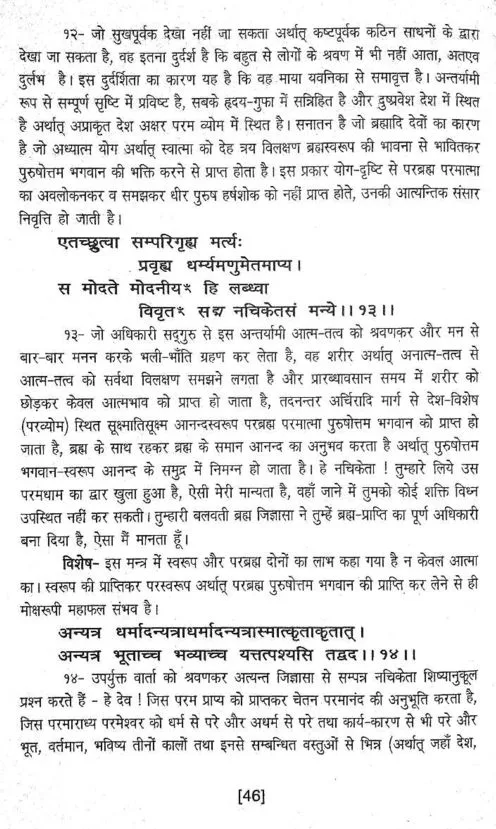 १२- जो सुखपूर्वक देखा नहीं जा सकता अर्थात् कष्टपूर्वक कठिन साधनों के द्वारा
देखा जा सकता है, वह इतना दुर्दर्श है कि बहुत से लोगों के श्रवण में भी नहीं आता, अतएव
दुर्लभ है। इस दुर्दर्शिता का कारण यह है कि वह माया यवनिका से समावृत्त है। अन्तर्यामी
रूप से सम्पूर्ण सृष्टि में प्रविष्ट है, सबके हृदय-गुफा में सन्निहित है और दुष्प्रवेश देश में स्थित
है अर्थात् अप्राकृत देश अक्षर परम व्योम में स्थित है। सनातन है जो ब्रह्मादि देवों का कारण
है जो अध्यात्म योग अर्थात् स्वात्मा को देह त्रय विलक्षण ब्रह्मस्वरूप की भावना से भावितकर
पुरुषोत्तम भगवान की भक्ति करने से प्राप्त होता है। इस प्रकार योग-दृष्टि से परब्रह्म परमात्मा
का अवलोकनकर व समझकर धीर पुरुष हर्षशोक को नहीं प्राप्त होते, उनकी आत्यन्तिक संसार
निवृत्ति हो जाती है।
एतच्छ्रुत्वा सम्परिगृह्य मर्त्यः
प्रवृह्य धर्म्यमणुमेतमाप्य।
स मोदते मोदनीयꣳ हि लब्ध्वा
विवृतꣳ सद्म नचिकेतसं मन्ये।। १३।।
१३- जो अधिकारी सद्गुरु से इस अन्तर्यामी आत्म-तत्व को श्रवणकर और मन से
बार-बार मनन करके भली-भाँति ग्रहण कर लेता है, वह शरीर अर्थात् अनात्म-तत्व से
आत्म-तत्व को सर्वथा विलक्षण समझने लगता है और प्रारब्धावसान समय में शरीर को
छोड़कर केवल आत्मभाव को प्राप्त हो जाता है, तदनन्तर अर्चिरादि मार्ग से देश-विशेष
(परव्योम) स्थित सूक्ष्मातिसूक्ष्म आनन्दस्वरूप परब्रह्म परमात्मा पुरुषोत्तम भगवान को प्राप्त हो
जाता है, ब्रह्म के साथ रहकर ब्रह्म के समान आनन्द का अनुभव करता है अर्थात् पुरुषोत्तम
भगवान-स्वरूप आनन्द के समुद्र में निमग्न हो जाता है। हे नचिकेता ! तुम्हारे लिये उस
परमधाम का द्वार खुला हुआ है, ऐसी मेरी मान्यता है, वहाँ जाने में तुमको कोई शक्ति विघ्न
उपस्थित नहीं कर सकती। तुम्हारी बलवती ब्रह्म जिज्ञासा ने तुम्हें ब्रह्म-प्राप्ति का पूर्ण अधिकारी
बना दिया है, ऐसा मैं मानता हूँ।
विशेष- इस मन्त्र में स्वरूप और परब्रह्म दोनों का लाभ कहा गया है न केवल आत्मा
का। स्वरूप की प्राप्तिकर परस्वरूप अर्थात् परब्रह्म पुरुषोत्तम भगवान की प्राप्ति कर लेने से ही
मोक्षरूपी महाफल संभव है।
अन्यत्र धर्मादन्यत्राधर्मादन्यत्रास्मात्कृताकृतात्।
अन्यत्र भूताच्च भव्याच्च यत्तत्पश्यसि तद्वद।। १४।।
१४- उपर्युक्त वार्ता को श्रवणकर अत्यन्त जिज्ञासा से सम्पन्न नचिकेता शिष्यानुकूल
प्रश्न करते हैं - हे देव ! जिस परम प्राप्य को प्राप्तकर चेतन परमानंद की अनुभूति करता है,
जिस परमाराध्य परमेश्वर को धर्म से परे और अधर्म से परे तथा कार्य-कारण से भी परे और
भूत, वर्तमान, भविष्य तीनों कालों तथा इनसे सम्बन्धित वस्तुओं से भिन्न (अर्थात् जहाँ देश,
[46]